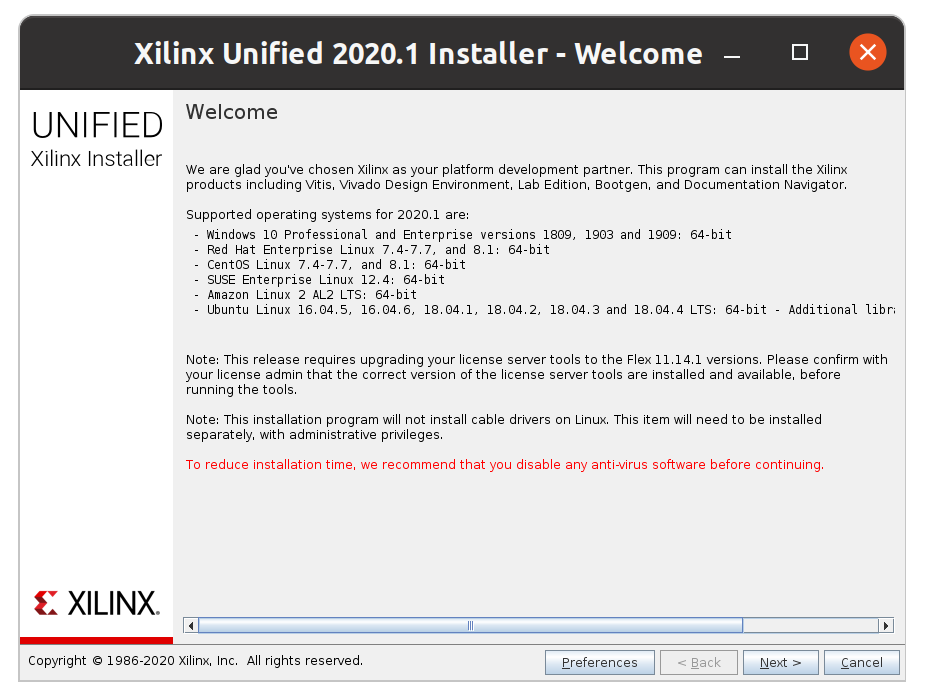 Xilinx Unified 2020.1 Installer - Welcome
UNIFIED
Xilinx Installer
Welcome
We are glad you've chosen Xilinx as your platform development partner. This program can install the Xilinx
products including Vitis, Vivado Design Environment, Lab Edition, Bootgen, and Documentation Navigator.
Supported operating systems for 2020.1 are:
- Windows 10 Professional and Enterprise versions 1809, 1903 and 1909: 64-bit
- Red Hat Enterprise Linux 7.4-7.7, and 8.1: 64-bit
- CentOS Linux 7.4-7.7, and 8.1: 64-bit
- SUSE Enterprise Linux 12.4: 64-bit
- Amazon Linux 2 AL2 LTS: 64-bit
- Ubuntu Linux 16.04.5, 16.04.6, 18.04.1, 18.04.2, 18.04.3 and 18.04.4 LTS: 64-bit - Additional
Note: This release requires upgrading your license server tools to the Flex 11.14.1 versions. Please confirm with
your license admin that the correct version of the license server tools are installed and available, before
running the tools.
Note: This installation program will not install cable drivers on Linux. This item will need to be installed
separately, with administrative privileges.
To reduce installation time, we recommend that you disable any anti-virus software before continuing.
XILINX.
Copyright © 1986-2020 Xilinx, Inc. All rights reserved.
Preferences
< Back
Next >
Cancel